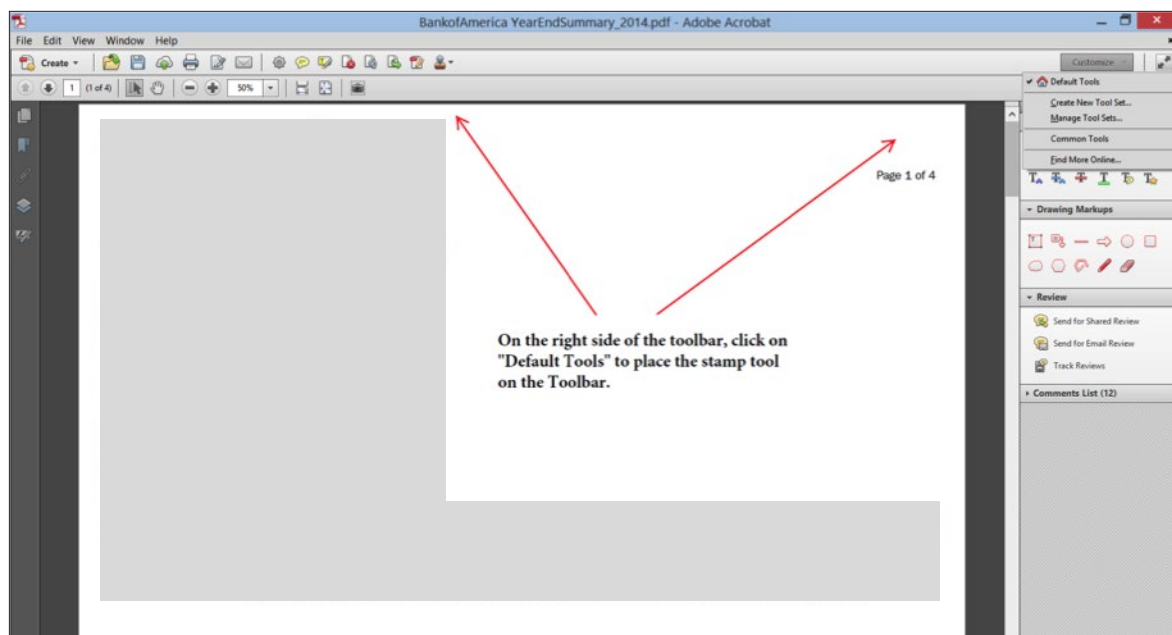 BankofAmerica YearEndSummary_2014.pdf - Adobe Acrobat
File Edit View Window Help
Create
Customize
1 (1 of 4) 50%
Default Tools
Create New Tool Set...
Manage Tool Sets...
Common Tools
Find More Online...
Page 1 of 4
Drawing Markups
Review
Send for Shared Review
Send for Email Review
Track Reviews
Comments List (12)
On the right side of the toolbar, click on
"Default Tools" to place the stamp tool
on the Toolbar.